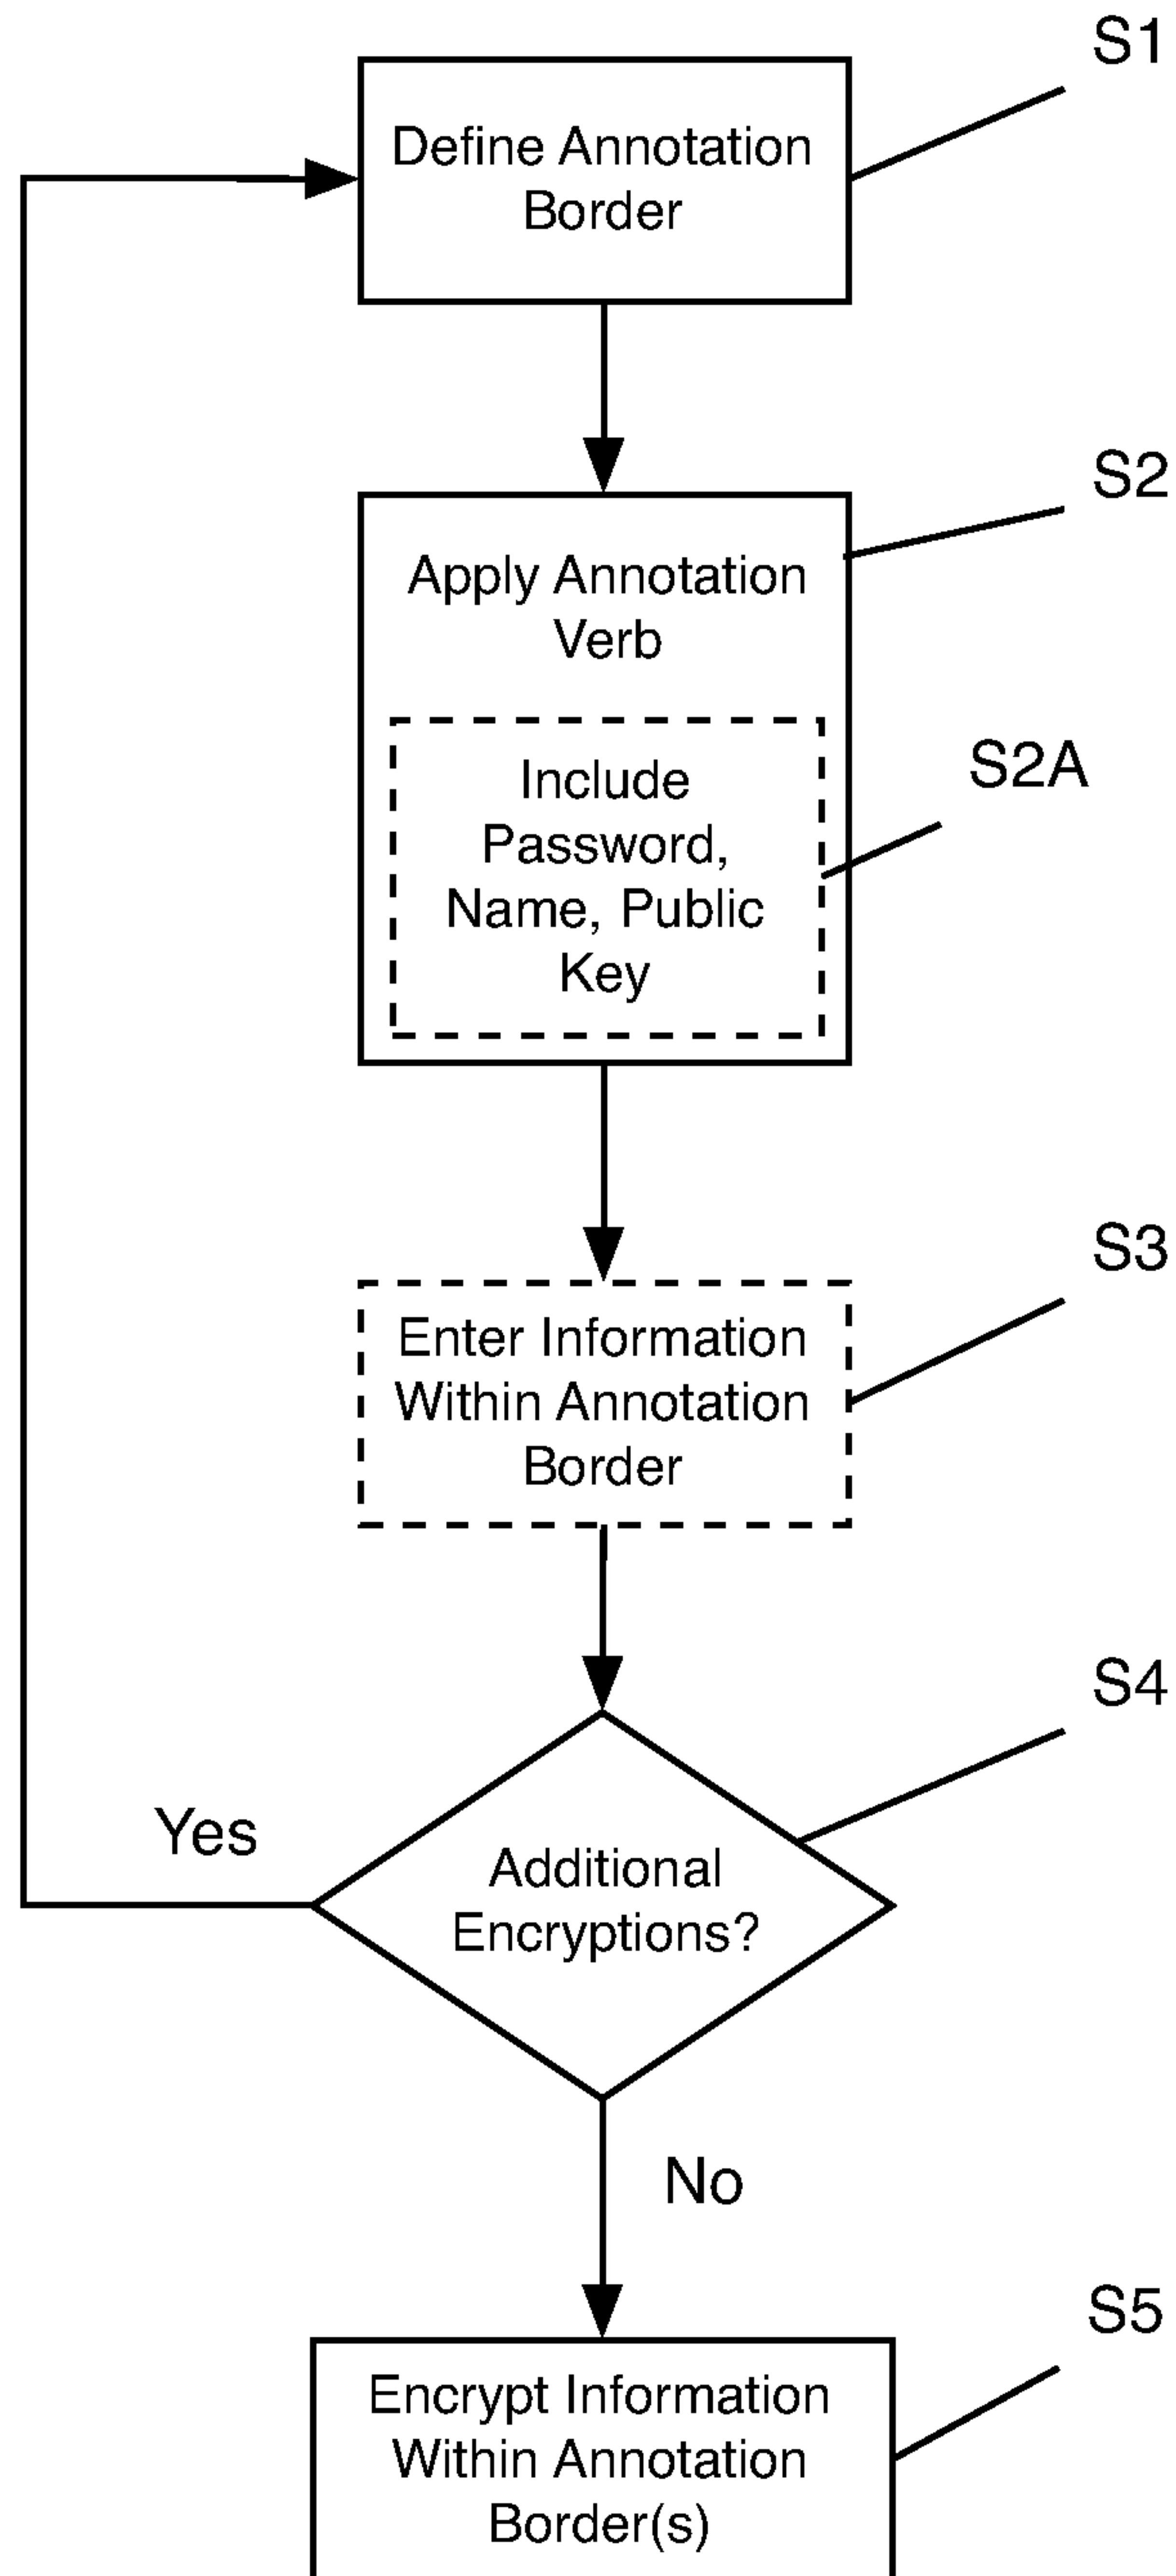 S1
Define Annotation
Border
S2
Apply Annotation
Verb
S2A
Include
Password,
Name, Public
Key
S3
Enter Information
Within Annotation
Border
S4
Yes
Additional
Encryptions?
No
S5
Encrypt Information
Within Annotation
Border(s)